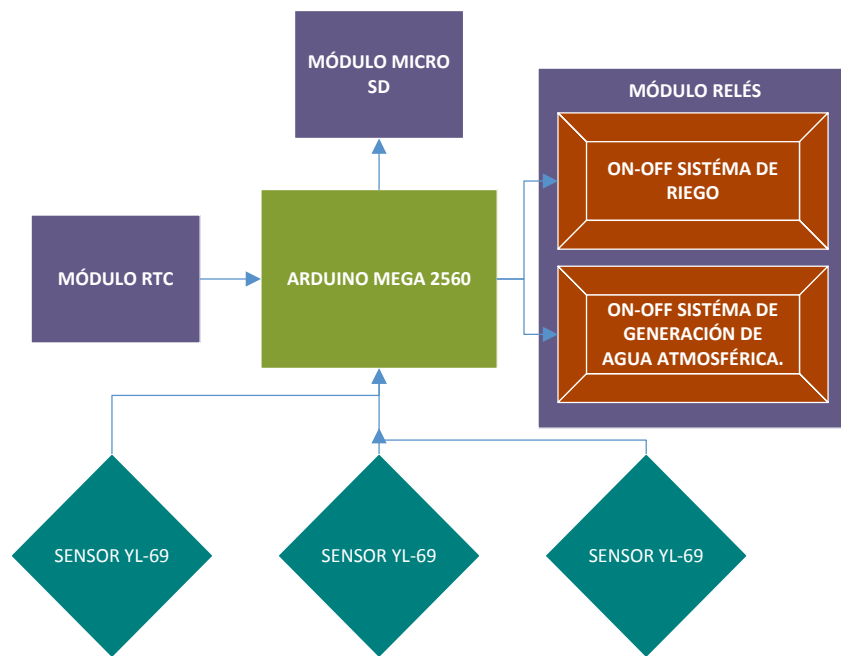 MÓDULO MICRO
SD
MÓDULO RELÉS
ON-OFF SISTÉMA DE
RIEGO
MÓDULO RTC
ARDUINO MEGA 2560
ON-OFF SISTÉMA DE
GENERACIÓN DE
AGUA ATMOSFÉRICA.
SENSOR YL-69
SENSOR YL-69
SENSOR YL-69